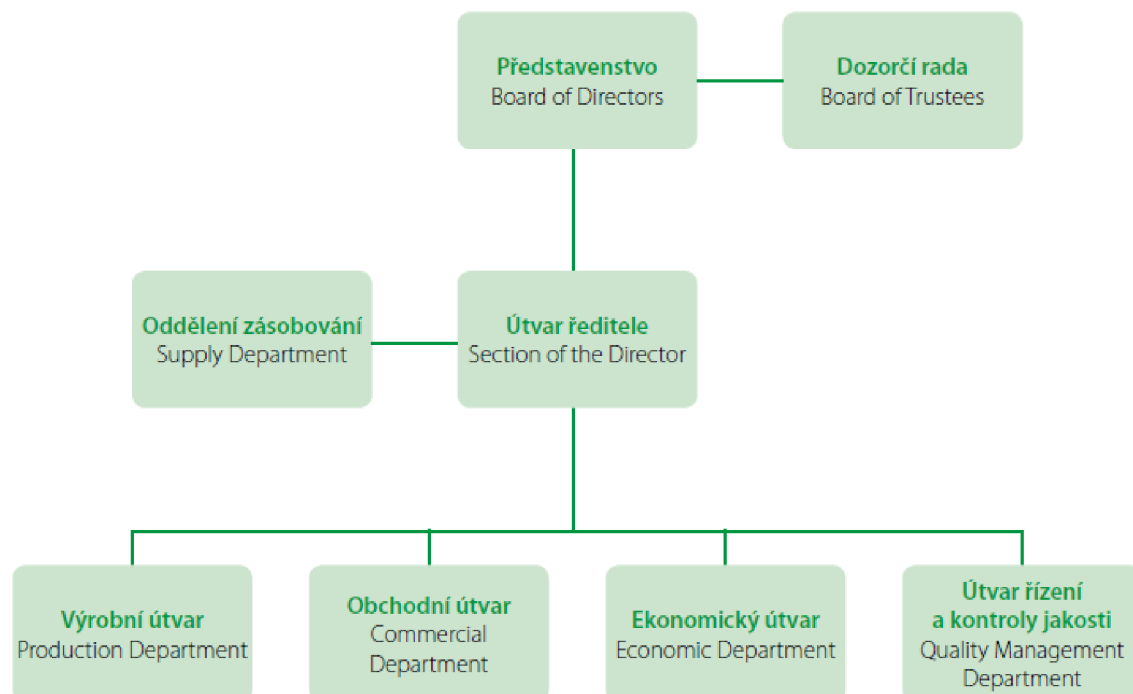 Představenstvo
Board of Directors
Dozorčí rada
Board of Trustees
Oddělení zásobování
Supply Department
Útvar ředitele
Section of the Director
Výrobní útvar
Production Department
Obchodní útvar
Commercial
Department
Ekonomický útvar
Economic Department
Útvar řízení
a kontroly jakosti
Quality Management
Department